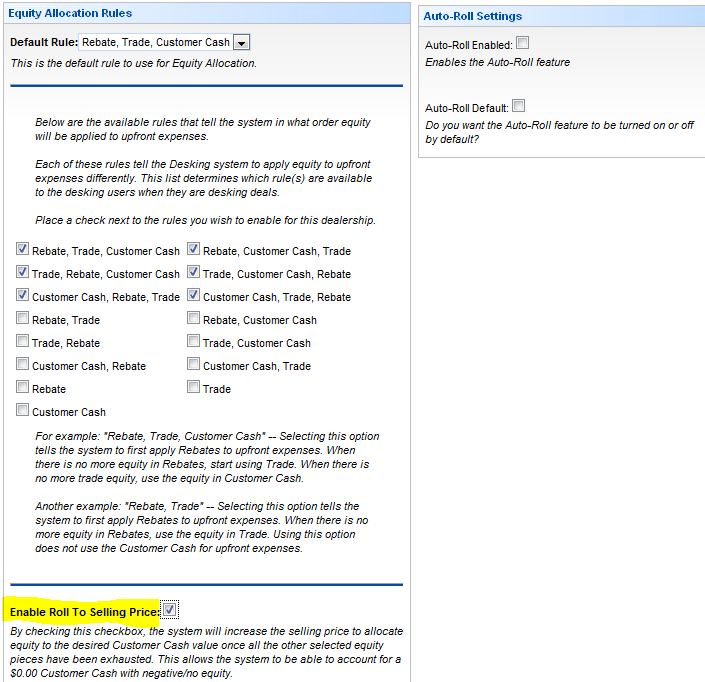 Equity Allocation Rules
Default Rule: Rebate, Trade, Customer Cash
This is the default rule to use for Equity Allocation.
Below are the available rules that tell the system in what order equity
will be applied to upfront expenses.
Each of these rules tell the Desking system to apply equity to upfront
expenses differently. This list determines which rule(s) are available
to the desking users when they are desking deals.
Place a check next to the rules you wish to enable for this dealership.
Rebate, Trade, Customer Cash Rebate, Customer Cash, Trade
Trade, Rebate, Customer Cash Trade, Customer Cash, Rebate
Customer Cash, Rebate, Trade Customer Cash, Trade, Rebate
Rebate, Trade Rebate, Customer Cash
Trade, Rebate Trade, Customer Cash
Customer Cash, Rebate Customer Cash, Trade
Rebate Trade
Customer Cash
For example: "Rebate, Trade, Customer Cash" -- Selecting this option
tells the system to first apply Rebates to upfront expenses. When
there is no more equity in Rebates, start using Trade. When there is
no more trade equity, use the equity in Customer Cash.
Another example: "Rebate, Trade" -- Selecting this option tells the
system to first apply Rebates to upfront expenses. When there is no
more equity in Rebates, use the equity in Trade. Using this option
does not use the Customer Cash for upfront expenses.
Enable Roll To Selling Price:
By checking this checkbox, the system will increase the selling price to allocate
equity to the desired Customer Cash value once all the other selected equity
pieces have been exhausted. This allows the system to be able to account for a
$0.00 Customer Cash with negative/no equity.
Auto-Roll Settings
Auto-Roll Enabled:
Enables the Auto-Roll feature
Auto-Roll Default:
Do you want the Auto-Roll feature to be turned on or off
by default?